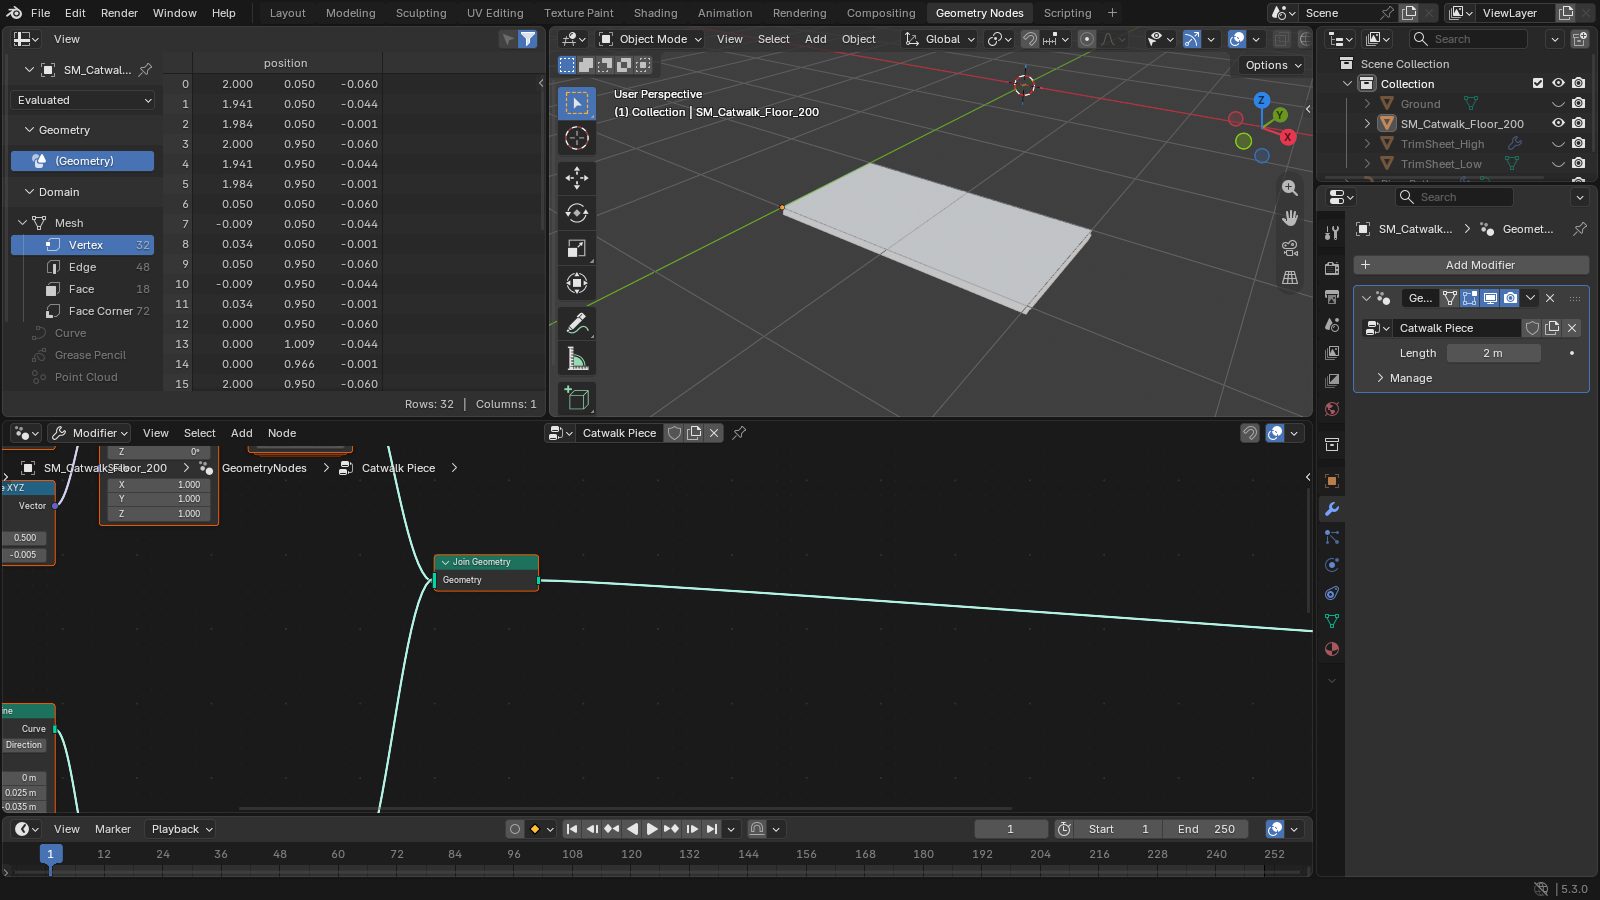 File Edit Render Window Help Layout Modeling Sculpting UV Editing Texture Paint Shading Animation Rendering Compositing Geometry Nodes Scripting Scene ViewLayer
View
SM_Catwal...
Evaluated
Geometry
(Geometry)
Domain
Mesh
Vertex 32
Edge 48
Face 18
Face Corner 72
Curve
Grease Pencil
Point Cloud
position
0 2.000 0.050 -0.060
1 1.941 0.050 -0.044
2 1.984 0.050 -0.001
3 2.000 0.950 -0.060
4 1.941 0.950 -0.044
5 1.984 0.950 -0.001
6 0.050 0.050 -0.060
7 -0.009 0.050 -0.044
8 0.034 0.050 -0.001
9 0.050 0.950 -0.060
10 -0.009 0.950 -0.044
11 0.034 0.950 -0.001
12 0.000 0.950 -0.060
13 0.000 1.009 -0.044
14 0.000 0.966 -0.001
15 2.000 0.950 -0.060
Rows: 32 | Columns: 1
Object Mode View Select Add Object Global
Options
User Perspective
(1) Collection | SM_Catwalk_Floor_200
Z
Y
X
Search
Scene Collection
Collection
Ground
SM_Catwalk_Floor_200
TrimSheet_High
TrimSheet_Low
Search
SM_Catwalk... Geomet...
Add Modifier
Ge...
Catwalk Piece
Length 2 m
Manage
Modifier View Select Add Node Catwalk Piece
SM_Catwalk_Floor_200 GeometryNodes Catwalk Piece
Z 0°
X 1.000
Y 1.000
Z 1.000
e XYZ
Vector
0.500
-0.005
Join Geometry
Geometry
ine
Curve
Direction
0 m
0.025 m
-0.035 m
View Marker Playback 1 Start 1 End 250
1 12 24 36 48 60 72 84 96 108 120 132 144 156 168 180 192 204 216 228 240 252
5.3.0